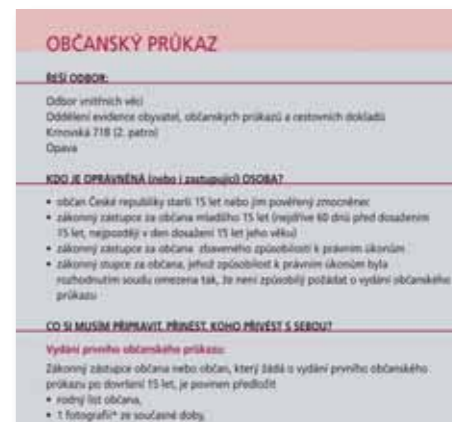 OBČANSKÝ PRŮKAZ
ŘEŠÍ ODBOR:
Odbor vnitřních věcí
Oddělení evidence obyvatel, občanských průkazů a cestovních dokladů
Krnovská 71B (2. patro)
Opava
KDO JE OPRÁVNĚNÁ (nebo i zastupující) OSOBA?
• občan České republiky starší 15 let nebo jím pověřený zmocněnec
• zákonný zástupce za občana mladšího 15 let (nejdříve 60 dnů před dosažením
15 let, nejpozději v den dosažení 15 let jeho věku)
• zákonný zástupce za občana zbaveného způsobilosti k právním úkonům
• zákonný stupce za občana, jehož způsobilost k právním úkonům byla
rozhodnutím soudu omezena tak, že není způsobilý požádat o vydání občanského
průkazu
CO SI MUSÍM PŘIPRAVIT, PŘINÉST, KOHO PŘIVÉST S SEBOU?
Vydání prvního občanského průkazu:
Zákonný zástupce občana nebo občan, který žádá o vydání prvního občanského
průkazu po dovršení 15 let, je povinen předložit
• rodný list občana,
• 1 fotografii* ze současné doby,